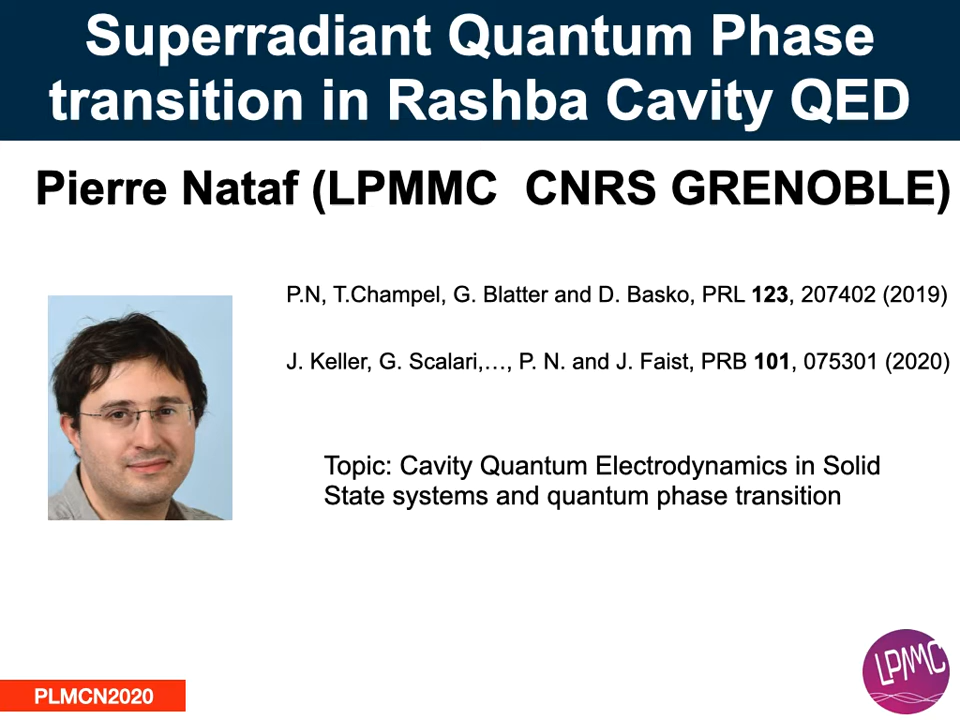 Superradiant Quantum Phase
transition in Rashba Cavity QED
Pierre Nataf (LPMMC CNRS GRENOBLE)
P.N, T.Champel, G. Blatter and D. Basko, PRL 123, 207402 (2019)
J. Keller, G. Scalari,…, P. N. and J. Faist, PRB 101, 075301 (2020)
Topic: Cavity Quantum Electrodynamics in Solid
State systems and quantum phase transition
LPMMC
PLMCN2020